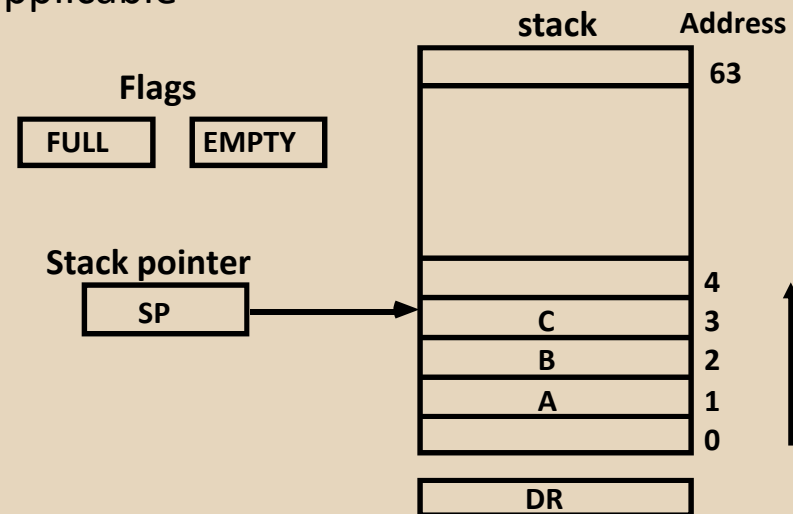 stack Address
63
Flags
FULL EMPTY
Stack pointer
SP
4
C 3
B 2
A 1
0
DR